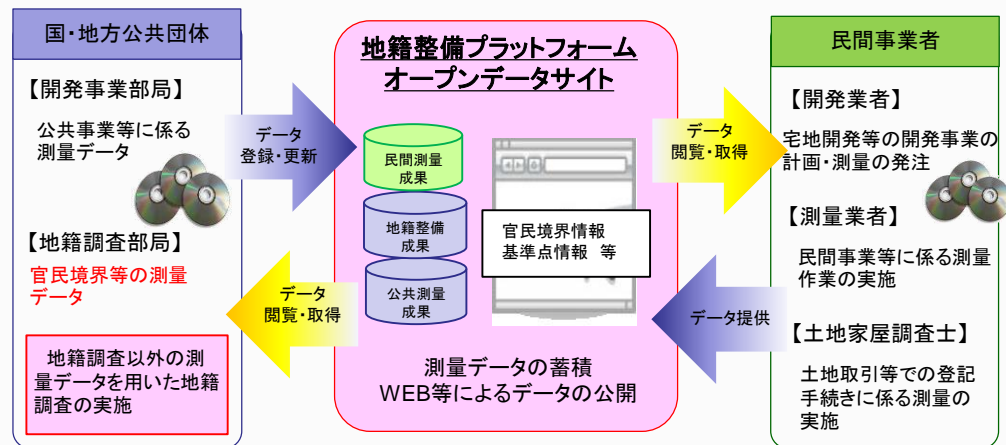 国・地方公共団体
【開発事業部局】
公共事業等に係る
測量データ
【地籍調査部局】
官民境界等の測量
データ
地籍調査以外の測
量データを用いた地籍
調査の実施
データ
登録・更新
データ
閲覧・取得
地籍整備プラットフォーム
オープンデータサイト
民間測量
成果
地籍整備
成果
公共測量
成果
官民境界情報
基準点情報 等
測量データの蓄積
WEB等によるデータの公開
データ
閲覧・取得
データ提供
民間事業者
【開発業者】
宅地開発等の開発事業の
計画・測量の発注
【測量業者】
民間事業等に係る測量
作業の実施
【土地家屋調査士】
土地取引等での登記
手続きに係る測量の
実施